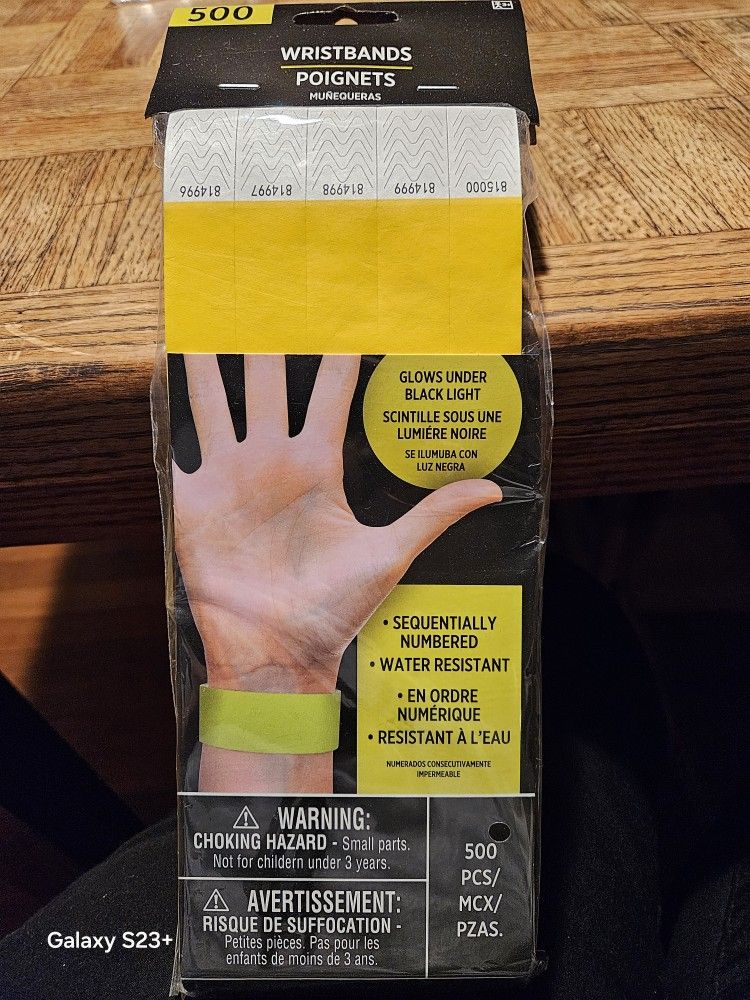 500
WRISTBANDS
POIGNETS
MUÑEQUERAS
814996 814997 814998 814999 815000
GLOWS UNDER
BLACK LIGHT
SCINTILLE SOUS UNE
LUMIÉRE NOIRE
SE ILUMUBA CON
LUZ NEGRA
• SEQUENTIALLY
NUMBERED
• WATER RESISTANT
• EN ORDRE
NUMÉRIQUE
• RESISTANT À L'EAU
NUMERADOS CONSECUTIVAMENTE
IMPERMEABLE
WARNING:
CHOKING HAZARD - Small parts.
Not for childern under 3 years.
AVERTISSEMENT:
RISQUE DE SUFFOCATION -
Petites pièces. Pas pour les
enfants de moins de 3 ans.
500
PCS/
MCX/
PZAS.
Galaxy S23+